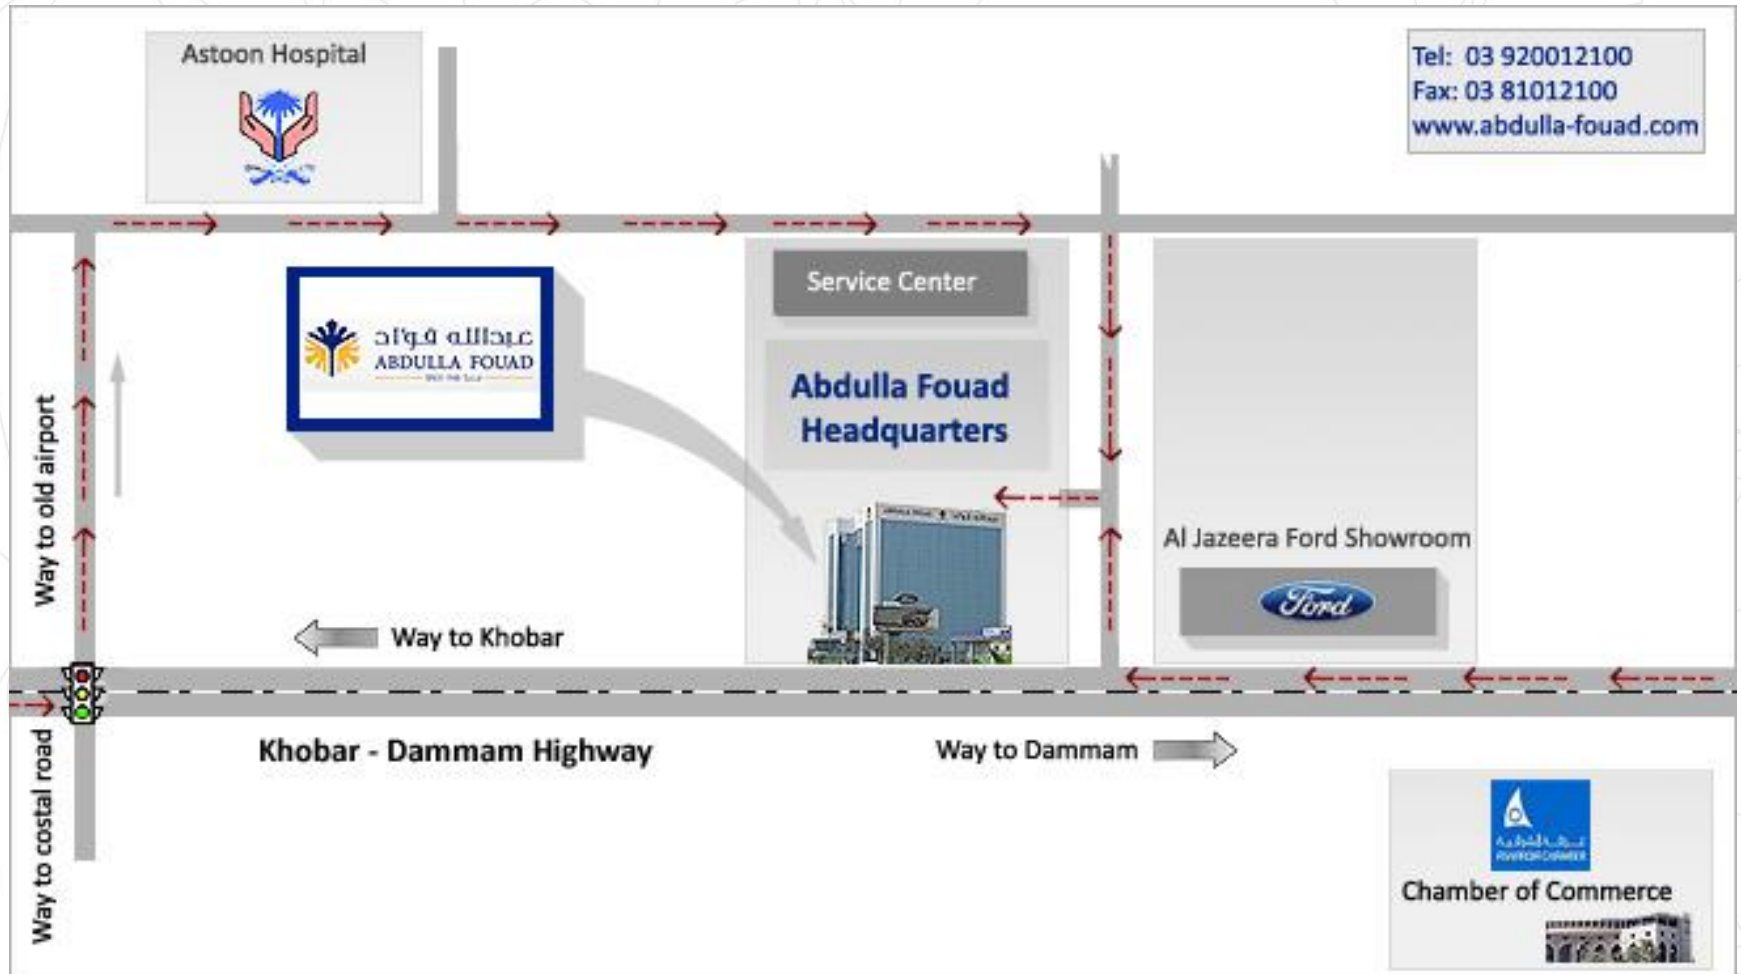 Astoon Hospital
Tel: 03 920012100
Fax: 03 81012100
www.abdulla-fouad.com
Service Center
عبدالله فؤاد
ABDULLA FOUAD
Abdulla Fouad
Headquarters
Way to old airport
Al Jazeera Ford Showroom
Ford
Way to Khobar
Khobar - Dammam Highway
Way to Dammam
Way to costal road
Chamber of Commerce